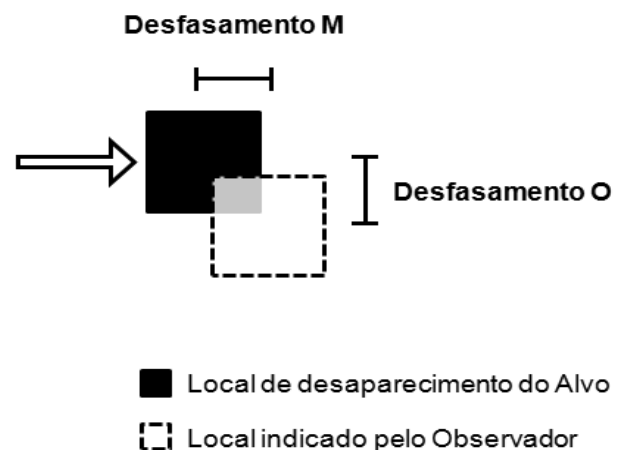 Desfasamento M
Desfasamento O
Local de desaparecimento do Alvo
Local indicado pelo Observador